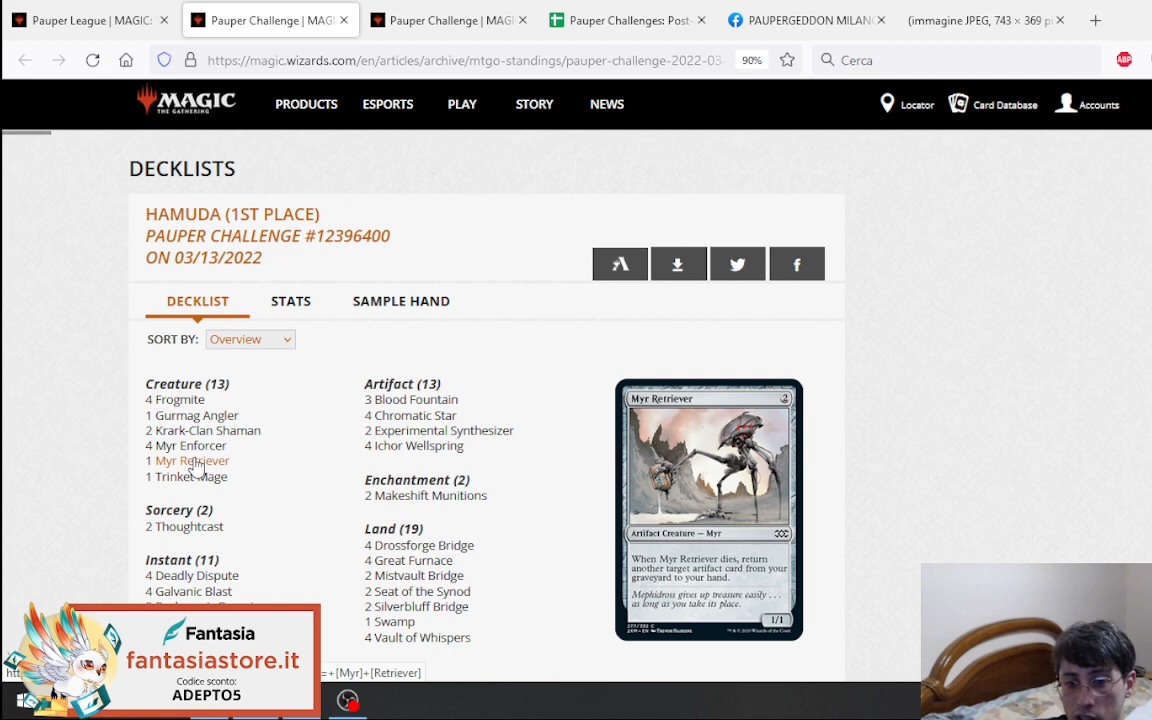 Pauper League | MAGIC:
Pauper Challenge | MAG
Pauper Challenge | MAG
Pauper Challenges: Post-
PAUPERGEDDON MILAN
(immagine JPEG, 743 × 369 pi
https://magic.wizards.com/en/articles/archive/mtgo-standings/pauper-challenge-2022-03-
90%
Cerca
ABP
MAGIC
THE GATHERING
PRODUCTS
ESPORTS
PLAY
STORY
NEWS
Locator
Card Database
Accounts
DECKLISTS
HAMUDA (1ST PLACE)
PAUPER CHALLENGE #12396400
ON 03/13/2022
DECKLIST
STATS
SAMPLE HAND
SORT BY:
Overview
Creature (13)
4 Frogmite
1 Gurmag Angler
2 Krark-Clan Shaman
4 Myr Enforcer
1 Myr Retriever
1 Trinket Mage
Sorcery (2)
2 Thoughtcast
Instant (11)
4 Deadly Dispute
4 Galvanic Blast
Artifact (13)
3 Blood Fountain
4 Chromatic Star
2 Experimental Synthesizer
4 Ichor Wellspring
Enchantment (2)
2 Makeshift Munitions
Land (19)
4 Drossforge Bridge
4 Great Furnace
2 Mistvault Bridge
2 Seat of the Synod
2 Silverbluff Bridge
1 Swamp
4 Vault of Whispers
Myr Retriever
2
Artifact Creature — Myr
When Myr Retriever dies, return
another target artifact card from your
graveyard to your hand.
Mephidross gives up treasure easily . . .
as long as you take its place.
1/1
=+[Myr]+[Retriever]
Fantasia
fantasiastore.it
Codice sconto:
ADEPTO5